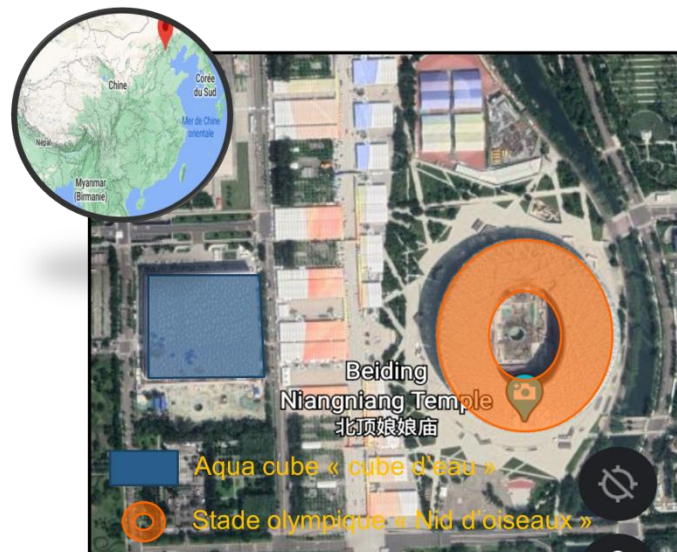 Chine
Corée
du Sud
Mer de Chine
orientale
Népal
Myanmar
(Birmanie)
Beiding
Niangniang Temple
北顶娘娘庙
Aqua cube « cube d'eau »
Stade olympique « Nid d'oiseaux »